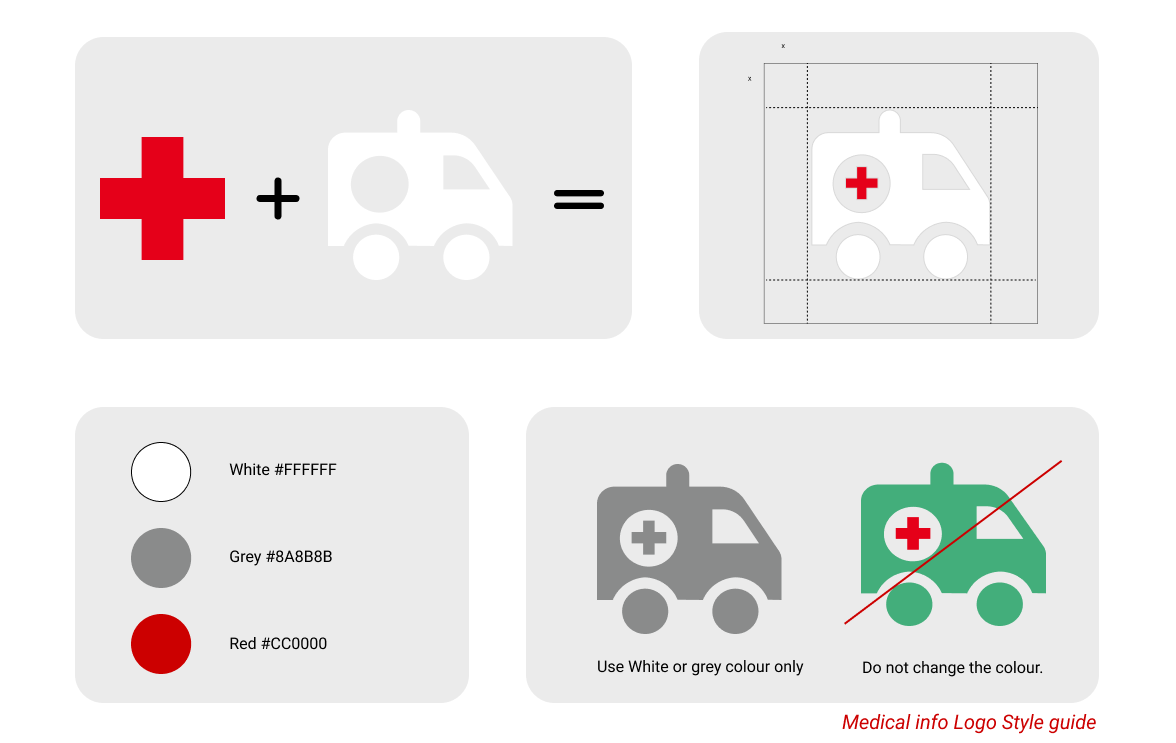 x
x
White #FFFFFF
Grey #8A8B8B
Red #CC0000
Use White or grey colour only
Do not change the colour.
Medical info Logo Style guide